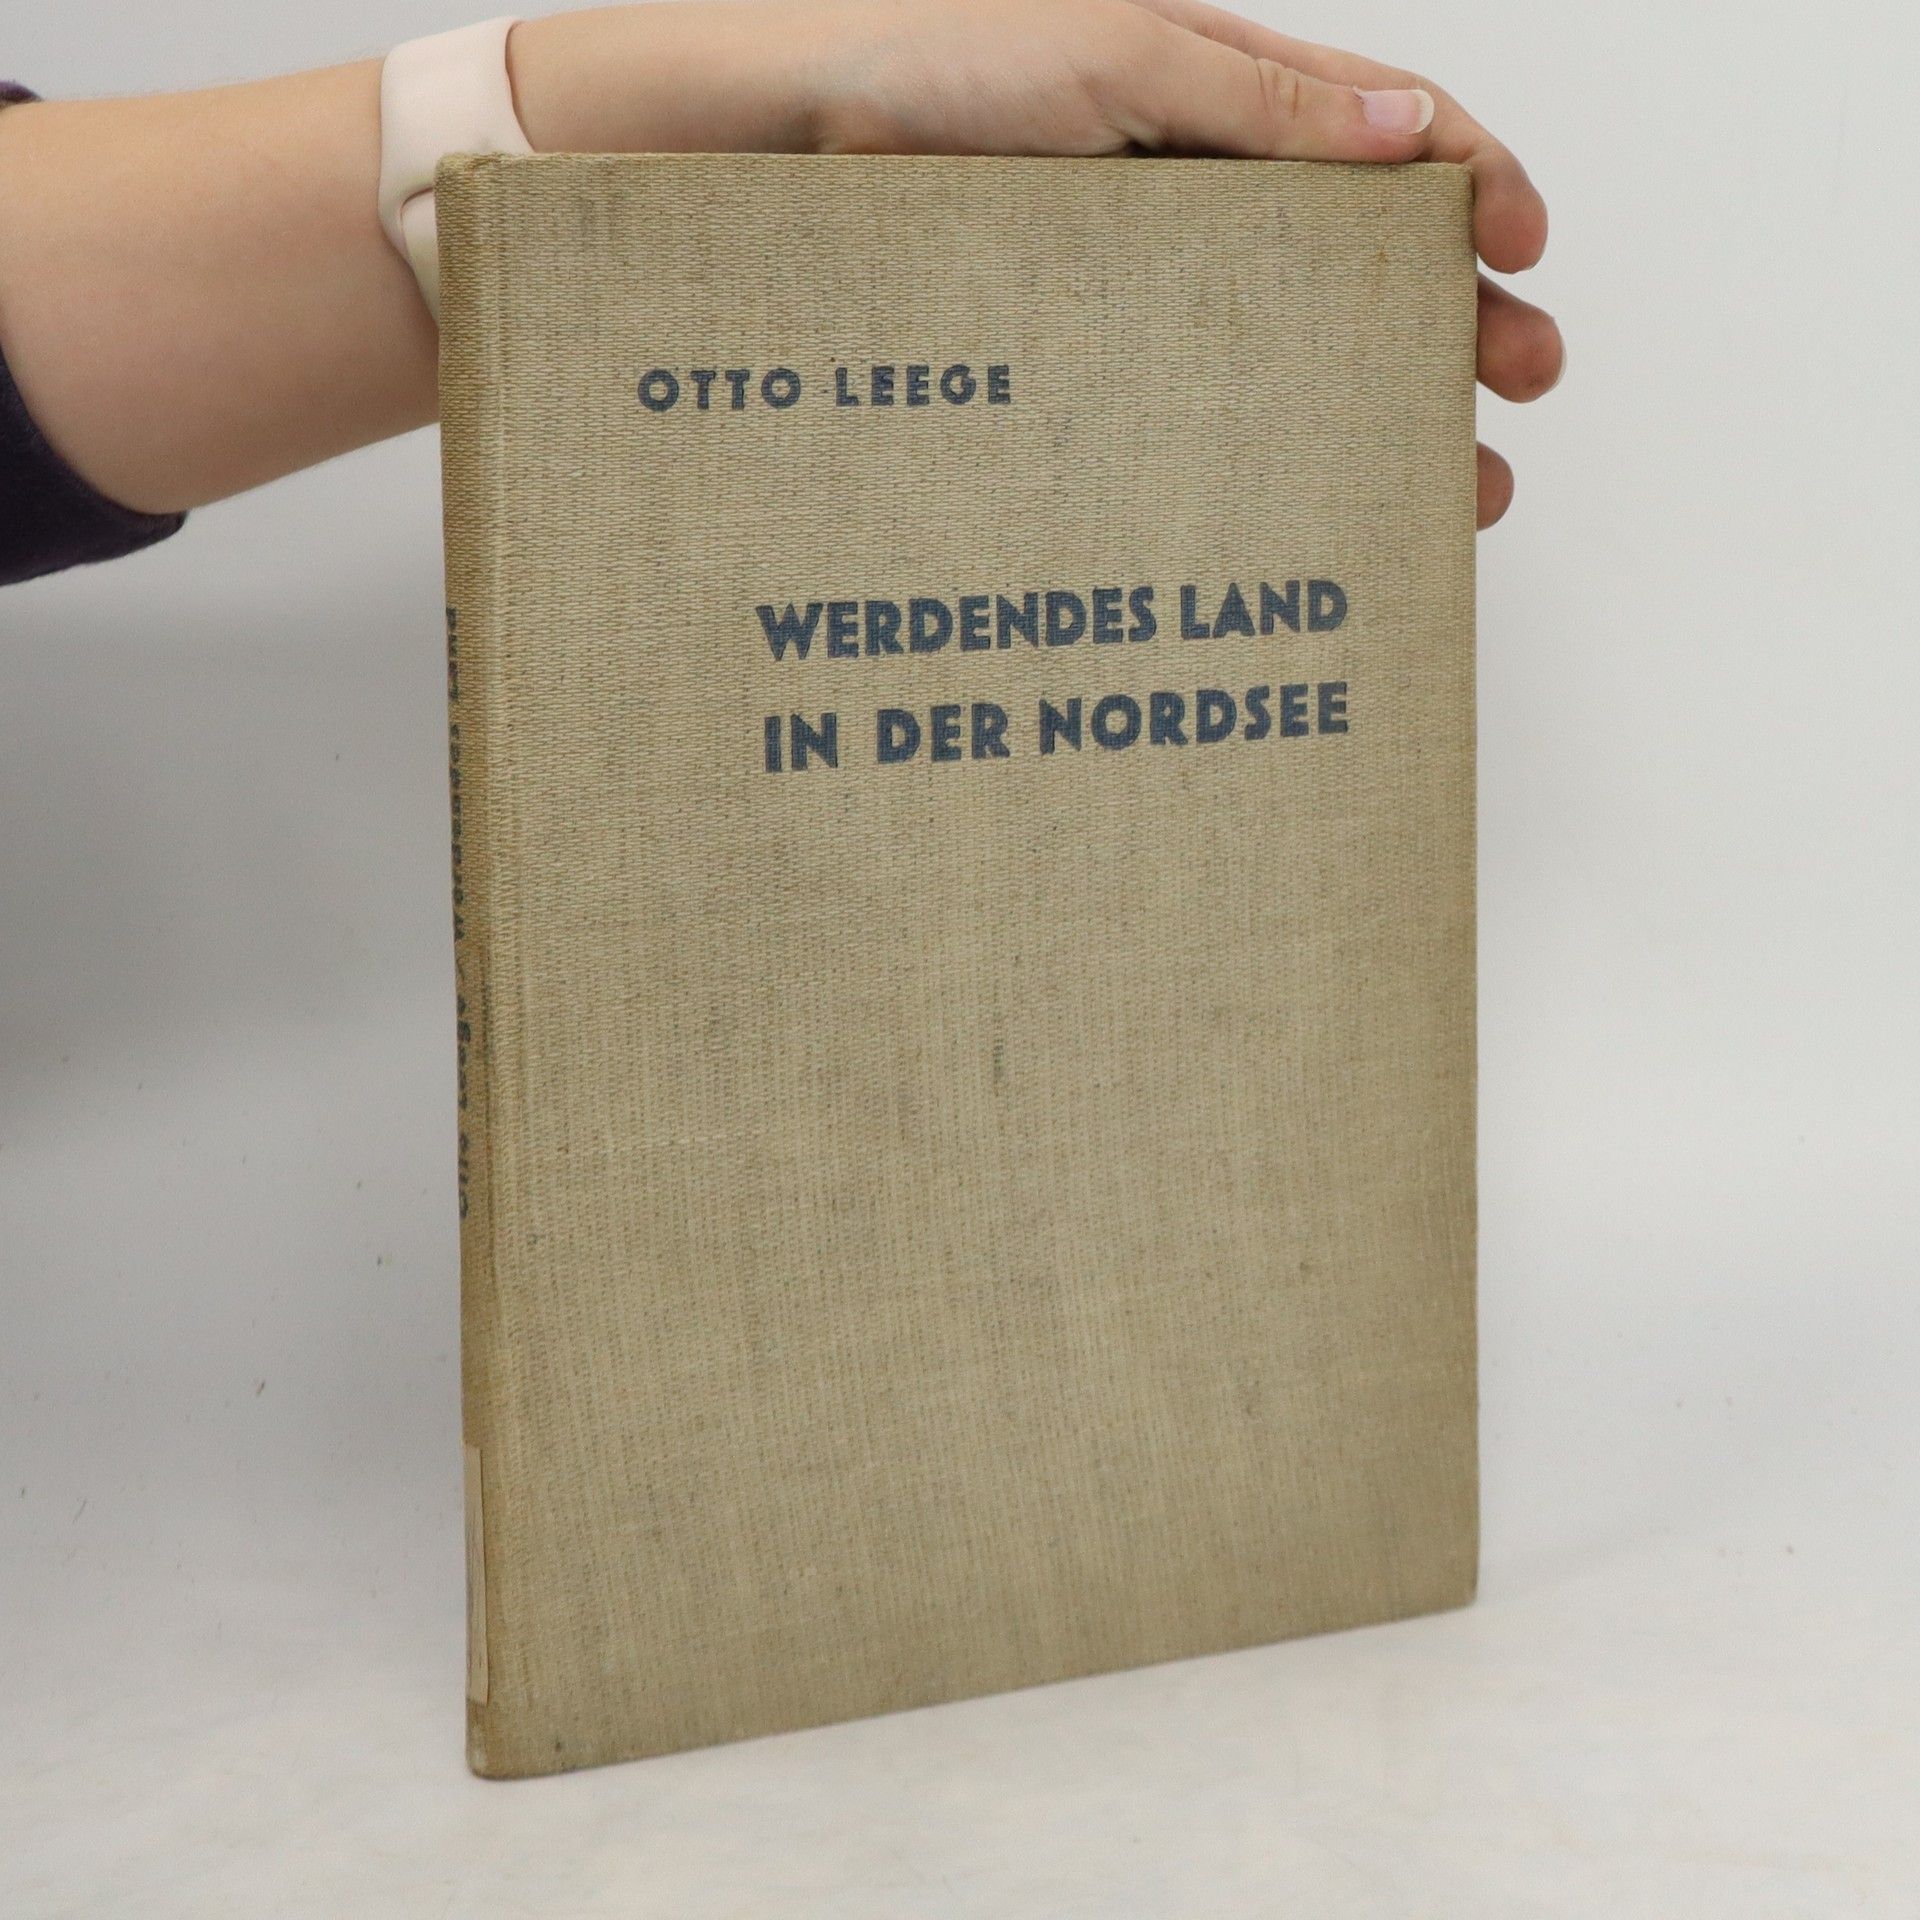 OTTO LEEGE
WERDENDES LAND
IN DER NORDSEE